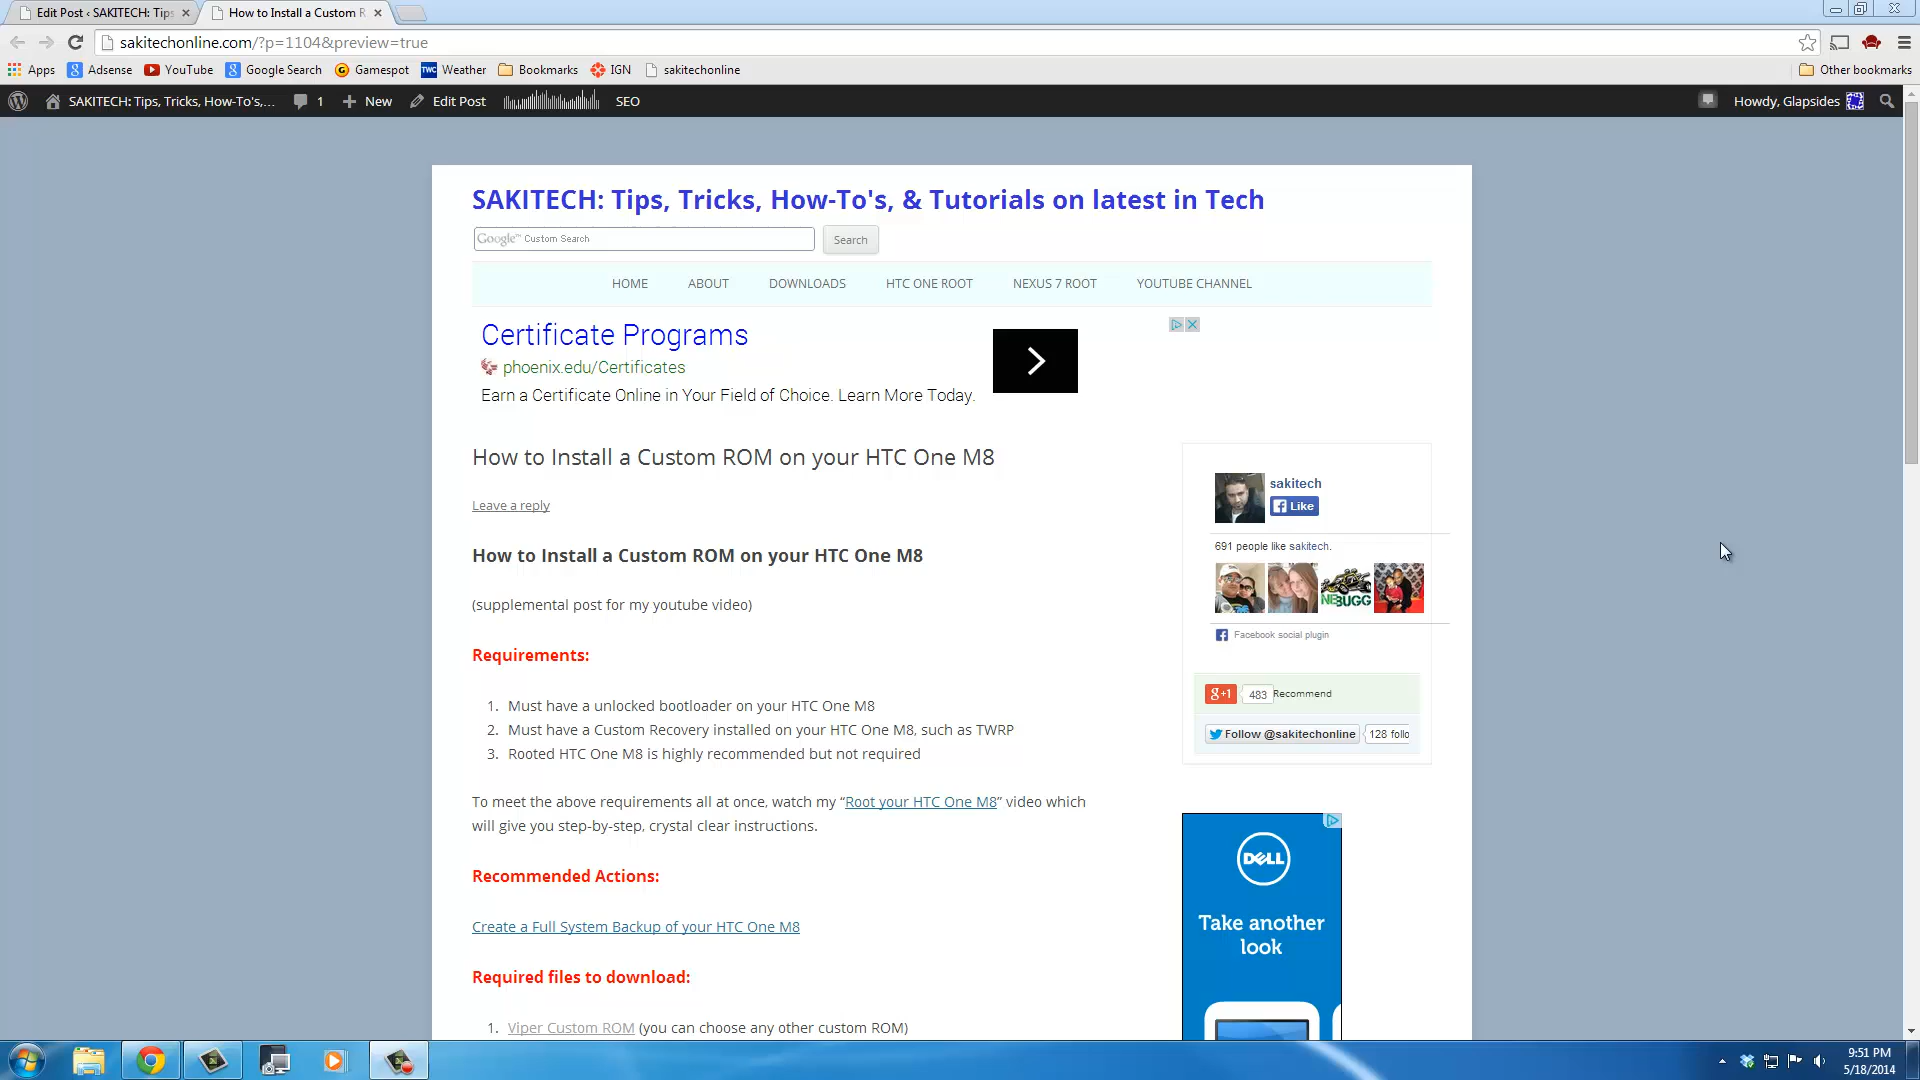 Edit Post ‹ SAKITECH: Tips
How to Install a Custom R
sakitechonline.com/?p=1104&preview=true
Apps
Adsense
YouTube
Google Search
Gamespot
TWC Weather
Bookmarks
IGN
sakitechonline
Other bookmarks
SAKITECH: Tips, Tricks, How-To's,...
1
New
Edit Post
SEO
Howdy, Glapsides
SAKITECH: Tips, Tricks, How-To's, & Tutorials on latest in Tech
Google™ Custom Search
Search
HOME
ABOUT
DOWNLOADS
HTC ONE ROOT
NEXUS 7 ROOT
YOUTUBE CHANNEL
Certificate Programs
phoenix.edu/Certificates
Earn a Certificate Online in Your Field of Choice. Learn More Today.
How to Install a Custom ROM on your HTC One M8
Leave a reply
How to Install a Custom ROM on your HTC One M8
(supplemental post for my youtube video)
Requirements:
1. Must have a unlocked bootloader on your HTC One M8
2. Must have a Custom Recovery installed on your HTC One M8, such as TWRP
3. Rooted HTC One M8 is highly recommended but not required
To meet the above requirements all at once, watch my “Root your HTC One M8” video which
will give you step-by-step, crystal clear instructions.
Recommended Actions:
Create a Full System Backup of your HTC One M8
Required files to download:
1. Viper Custom ROM (you can choose any other custom ROM)
sakitech
Like
691 people like sakitech.
NEBUGG
Facebook social plugin
g+1
483
Recommend
Follow @sakitechonline
128 follo
DELL
Take another
look
9:51 PM
5/18/2014